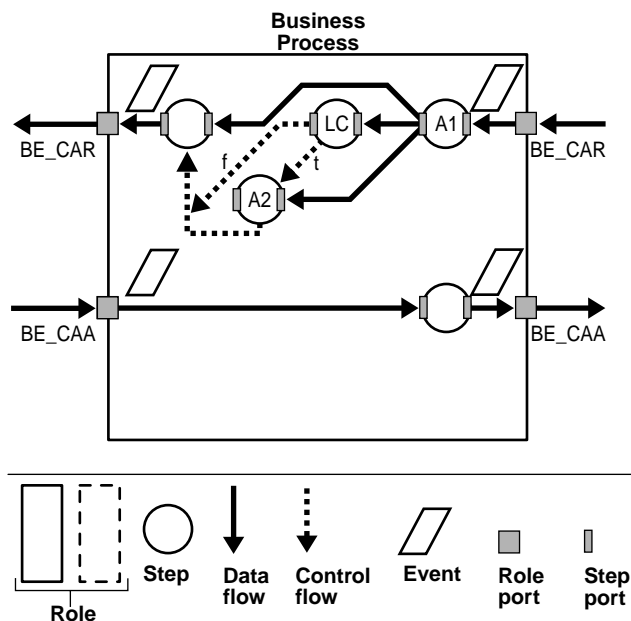 Business
Process
LC
A1
BE_CAR
BE_CAR
f
t
A2
BE_CAA
BE_CAA
Step
Data
flow
Control
flow
Event
Role
port
Step
port
Role